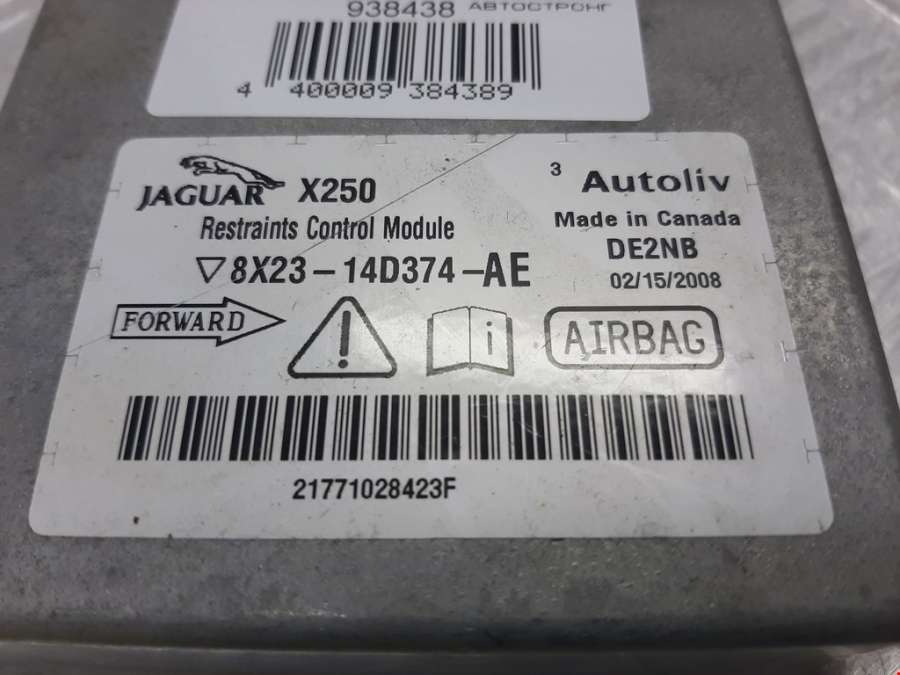 938438 АВТОСТРОНГ
4 400009 384389
JAGUAR X250
Restraints Control Module
8X23-14D374-AE
3 Autoliv
Made in Canada
DE2NB
02/15/2008
FORWARD
! i AIRBAG
21771028423F